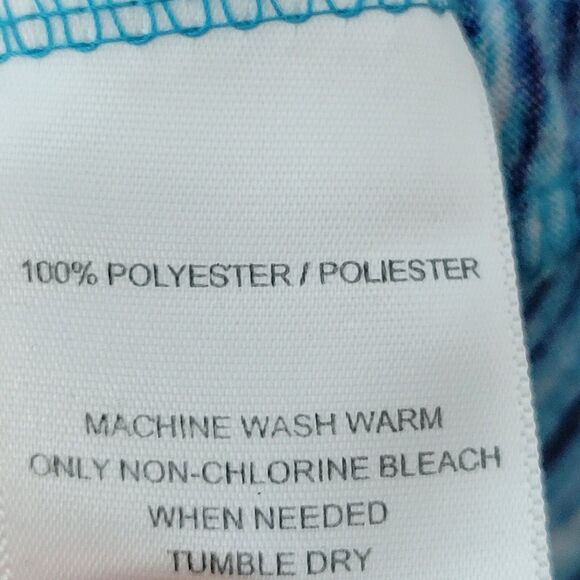 100% POLYESTER / POLIESTER
MACHINE WASH WARM
ONLY NON-CHLORINE BLEACH
WHEN NEEDED
TUMBLE DRY